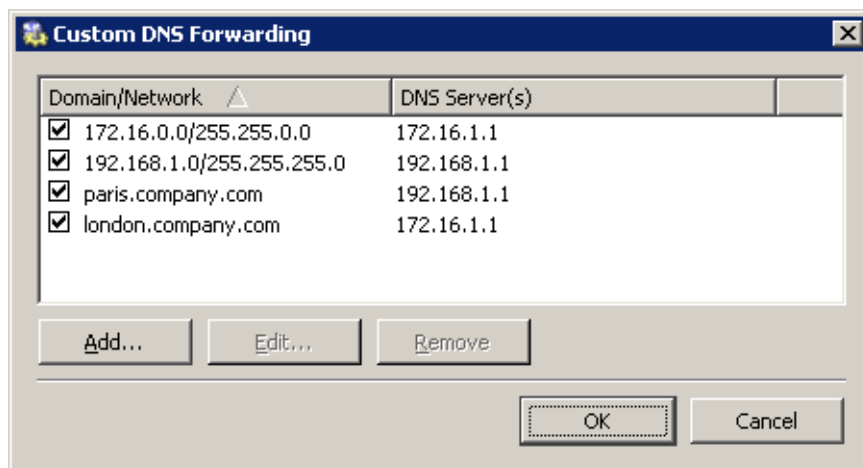 Custom DNS Forwarding
Domain/Network DNS Server(s)
172.16.0.0/255.255.0.0 172.16.1.1
192.168.1.0/255.255.255.0 192.168.1.1
paris.company.com 192.168.1.1
london.company.com 172.16.1.1
Add... Edit... Remove
OK Cancel